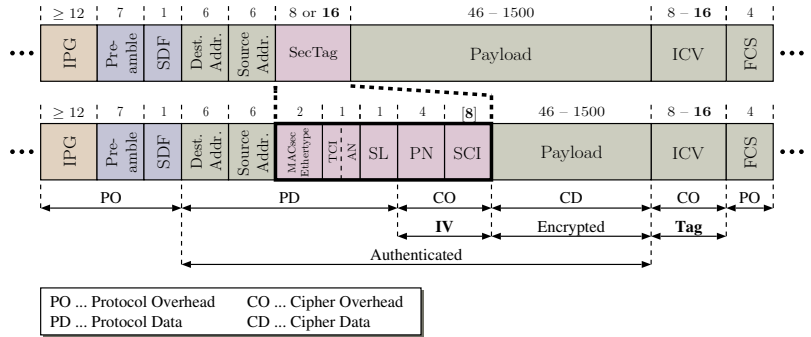 ≥ 12 7 1 6 6 8 or 16 46 – 1500 8 – 16 4
••• IPG Pre-amble SDF Dest. Addr. Source Addr. SecTag Payload ICV FCS •••
≥ 12 7 1 6 6 2 1 1 4 [8] 46 – 1500 8 – 16 4
••• IPG Pre-amble SDF Dest. Addr. Source Addr. MACsec Ethertype TCI AN SL PN SCI Payload ICV FCS •••
PO PD CO CD CO PO
IV Encrypted Tag
Authenticated
PO ... Protocol Overhead CO ... Cipher Overhead
PD ... Protocol Data CD ... Cipher Data